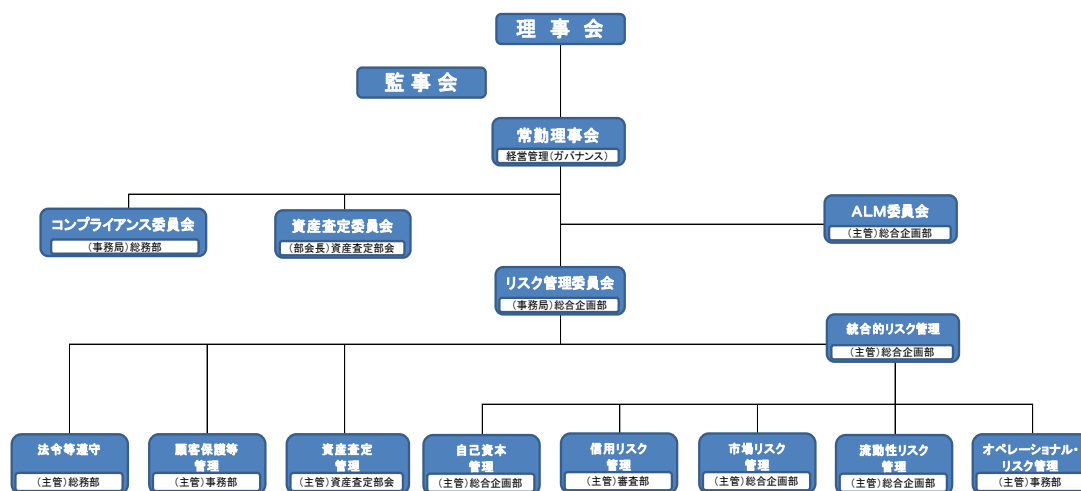 理 事 会
監 事 会
常勤理事会
経営管理(ガバナンス)
コンプライアンス委員会
(事務局)総務部
資産査定委員会
(部会長)資産査定部会
ALM委員会
(主管)総合企画部
リスク管理委員会
(事務局)総合企画部
統合的リスク管理
(主管)総合企画部
法令等遵守
(主管)総務部
顧客保護等
管理
(主管)事務部
資産査定
管理
(主管)資産査定部会
自己資本
管理
(主管)総合企画部
信用リスク
管理
(主管)審査部
市場リスク
管理
(主管)総合企画部
流動性リスク
管理
(主管)総合企画部
オペレーショナル・
リスク管理
(主管)事務部